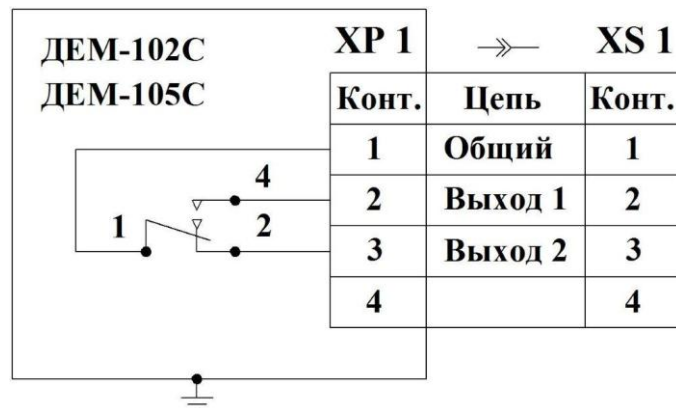 ДЕМ-102С
ДЕМ-105С
XP 1
XS 1
Конт. Цепь Конт.
1 Общий 1
4
2 Выход 1 2
1
2
3 Выход 2 3
4 4